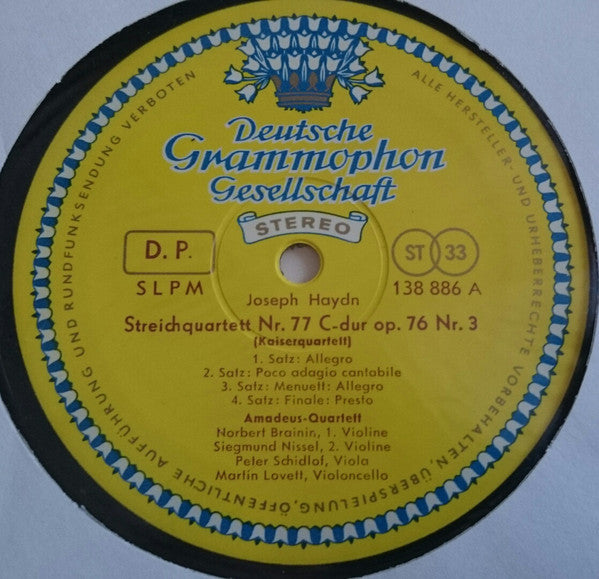 Deutsche
Grammophon
Gesellschaft
STEREO
D. P.
ST 33
SLPM
138 886 A
Joseph Haydn
Streichquartett Nr. 77 C-dur op. 76 Nr. 3
(Kaiserquartett)
1. Satz: Allegro
2. Satz: Poco adagio cantabile
3. Satz: Menuett: Allegro
4. Satz: Finale: Presto
Amadeus-Quartett
Norbert Brainin, 1. Violine
Siegmund Nissel, 2. Violine
Peter Schidlof, Viola
Martin Lovett, Violoncello
ALLE HERSTELLER- UND URHEBERRECHTE VORBEHALTEN, ÜBERSPIELUNG, ÖFFENTLICHE AUFFÜHRUNG UND RUNDFUNKSENDUNG VERBOTEN